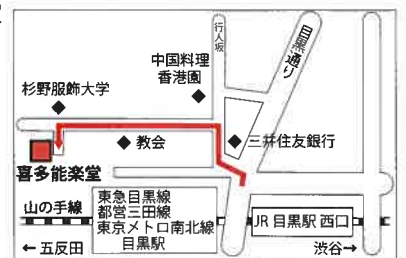 行人坂
目黒通り
中国料理
香港園
杉野服飾大学
教会
三井住友銀行
喜多能楽堂
山の手線
東急目黒線
都営三田線
東京メトロ南北線
目黒駅
JR 目黒駅 西口
← 五反田
渋谷→